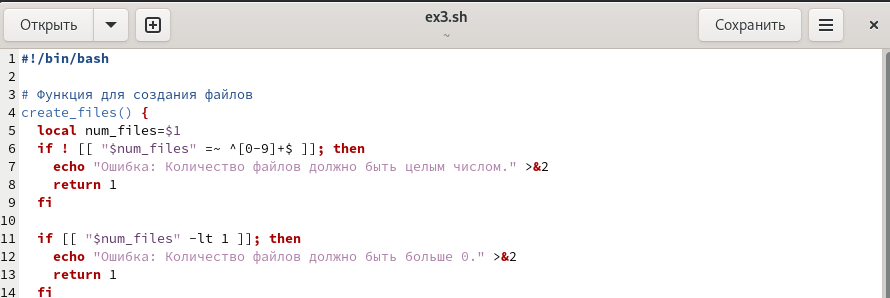 Открыть
ex3.sh
~
Сохранить
1 #!/bin/bash
2
3 # Функция для создания файлов
4 create_files() {
5   local num_files=$1
6   if ! [[ "$num_files" =~ ^[0-9]+$ ]]; then
7     echo "Ошибка: Количество файлов должно быть целым числом." >&2
8     return 1
9   fi
10
11   if [[ "$num_files" -lt 1 ]]; then
12     echo "Ошибка: Количество файлов должно быть больше 0." >&2
13     return 1
14   fi